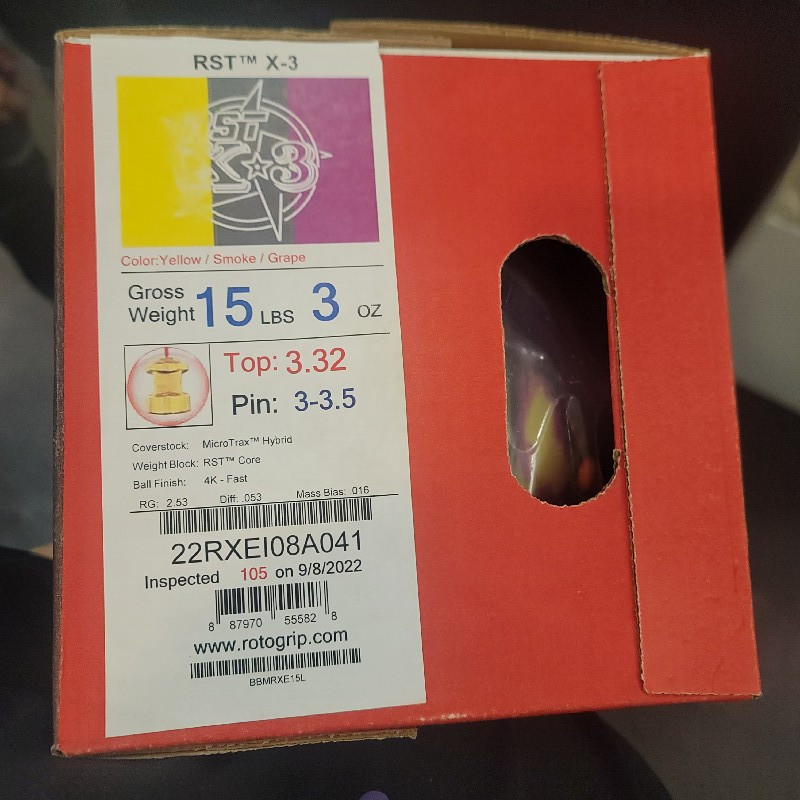 RST™ X-3
RST
X★3
Color:Yellow / Smoke / Grape
Gross Weight 15 LBS 3 OZ
Top: 3.32
Pin: 3-3.5
Coverstock: MicroTrax™ Hybrid
Weight Block: RST™ Core
Ball Finish: 4K - Fast
RG: 2.53 Diff: .053 Mass Bias: .016
22RXEI08A041
Inspected 105 on 9/8/2022
8 87970 55582 8
www.rotogrip.com
BBMRXE15L